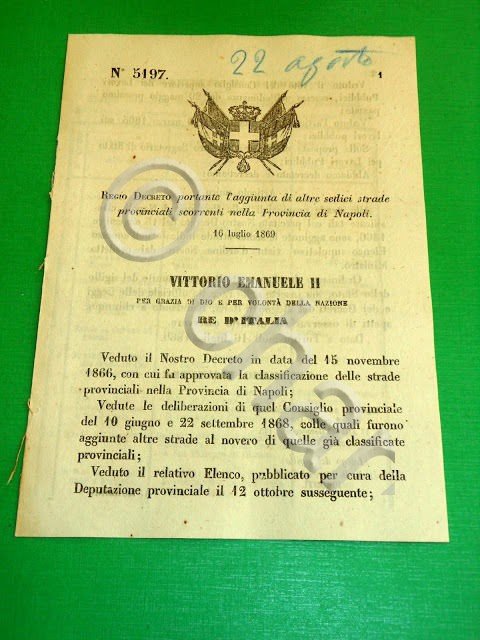 N° 5197.
22 agosto
1
REGIO DECRETO portante l'aggiunta di altre sedici strade
provinciali scorrenti nella Provincia di Napoli.
16 luglio 1869
VITTORIO EMANUELE II
PER GRAZIA DI DIO E PER VOLONTÀ DELLA NAZIONE
RE D'ITALIA
Veduto il Nostro Decreto in data del 15 novembre
1866, con cui fu approvata la classificazione delle strade
provinciali nella Provincia di Napoli;
Vedute le deliberazioni di quel Consiglio provinciale
del 10 giugno e 22 settembre 1868, colle quali furono
aggiunte altre strade al novero di quelle già classificate
provinciali;
Veduto il relativo Elenco, pubblicato per cura della
Deputazione provinciale il 12 ottobre susseguente;